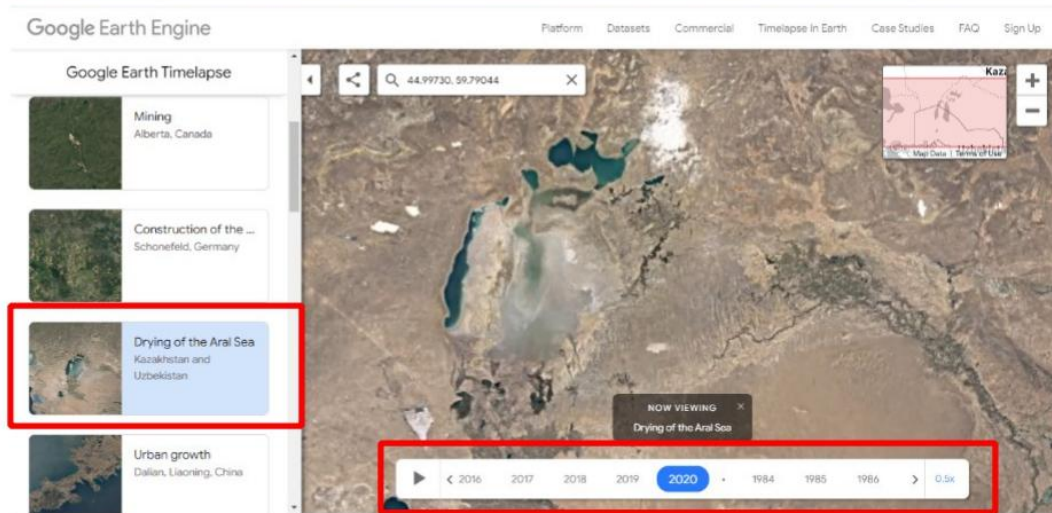 Google Earth Engine
Platform Datasets Commercial Timelapse in Earth Case Studies FAQ Sign Up
Google Earth Timelapse
Mining
Alberta, Canada
Construction of the ...
Schonefeld, Germany
Drying of the Aral Sea
Kazakhstan and
Uzbekistan
Urban growth
Dalian, Liaoning, China
44.99730, 59.79044
Kaza
Map Data Terms of Use
NOW VIEWING
Drying of the Aral Sea
2016 2017 2018 2019 2020 1984 1985 1986 0.5x